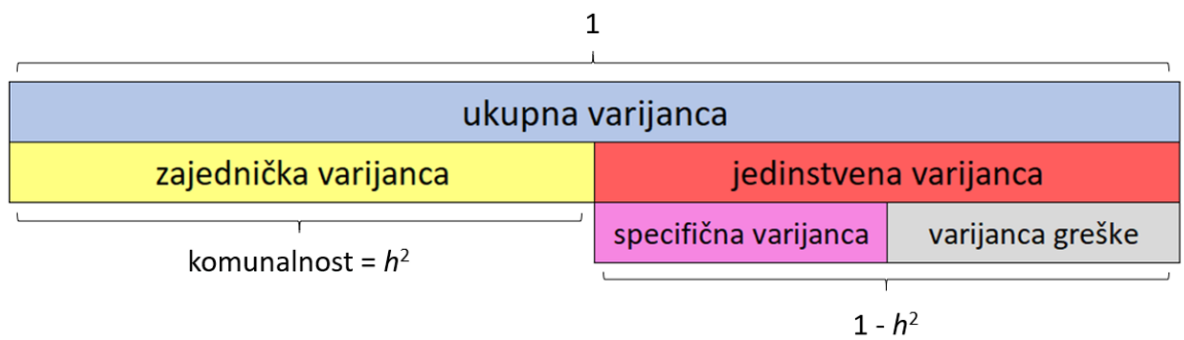 1
ukupna varijanca
zajednička varijanca
jedinstvena varijanca
specifična varijanca
varijanca greške
komunalnost = h²
1 - h²